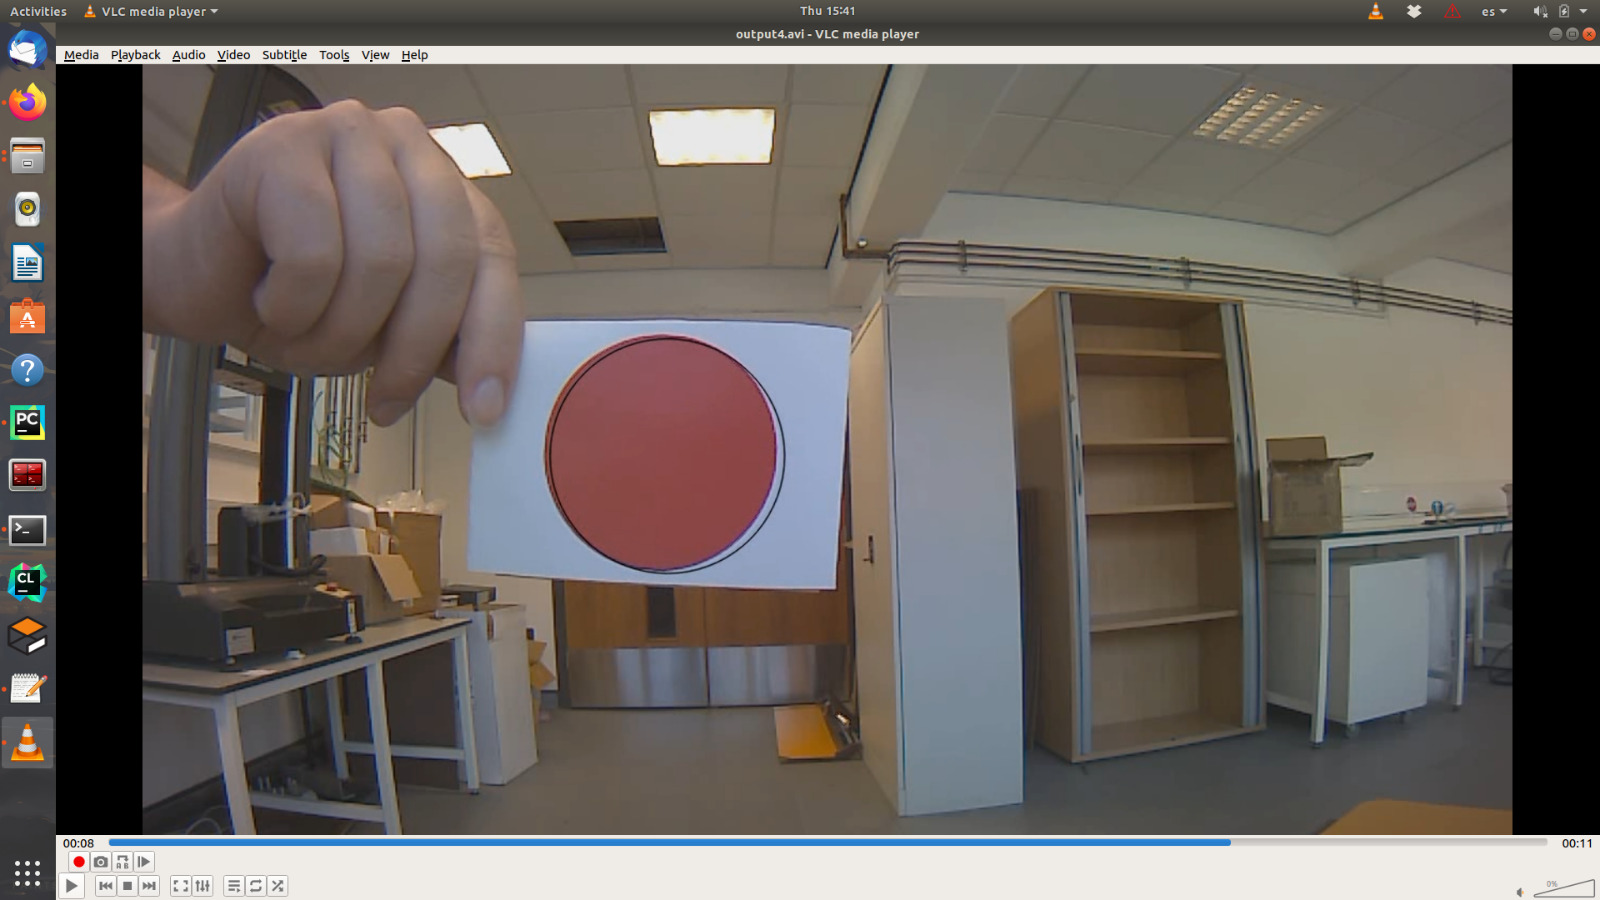 Activities VLC media player Thu 15:41 es
output4.avi - VLC media player
Media Playback Audio Video Subtitle Tools View Help
PC
>_
CL
00:08 00:11
A B
0%